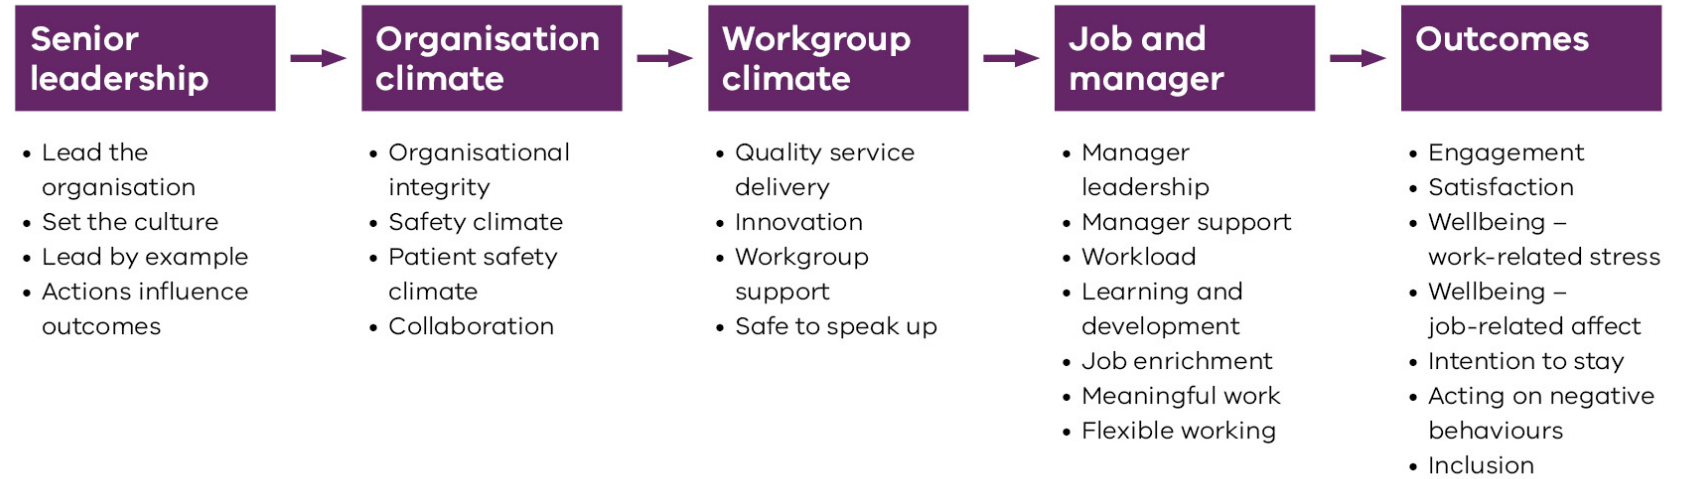 Senior
leadership
• Lead the
organisation
• Set the culture
• Lead by example
• Actions influence
outcomes
Organisation
climate
• Organisational
integrity
• Safety climate
• Patient safety
climate
• Collaboration
Workgroup
climate
• Quality service
delivery
• Innovation
• Workgroup
support
• Safe to speak up
Job and
manager
• Manager
leadership
• Manager support
• Workload
• Learning and
development
• Job enrichment
• Meaningful work
• Flexible working
Outcomes
• Engagement
• Satisfaction
• Wellbeing –
work-related stress
• Wellbeing –
job-related affect
• Intention to stay
• Acting on negative
behaviours
• Inclusion